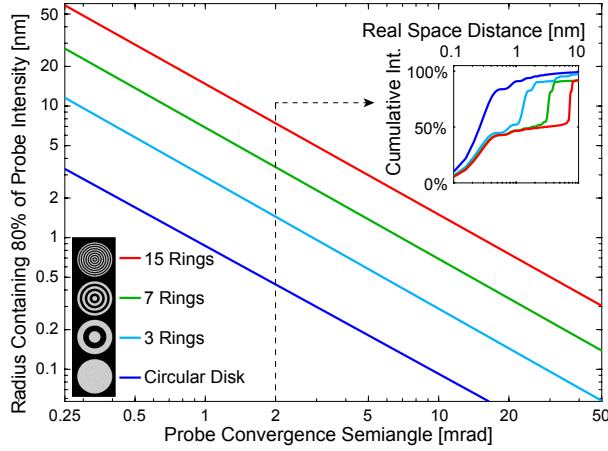 Radius Containing 80% of Probe Intensity [nm]
50
20
10
5
2
1
0.5
0.2
0.1
Real Space Distance [nm]
0.1 1 10
Cumulative Int.
100%
50%
0%
15 Rings
7 Rings
3 Rings
Circular Disk
0.25 0.5 1 2 5 10 20 50
Probe Convergence Semiangle [mrad]